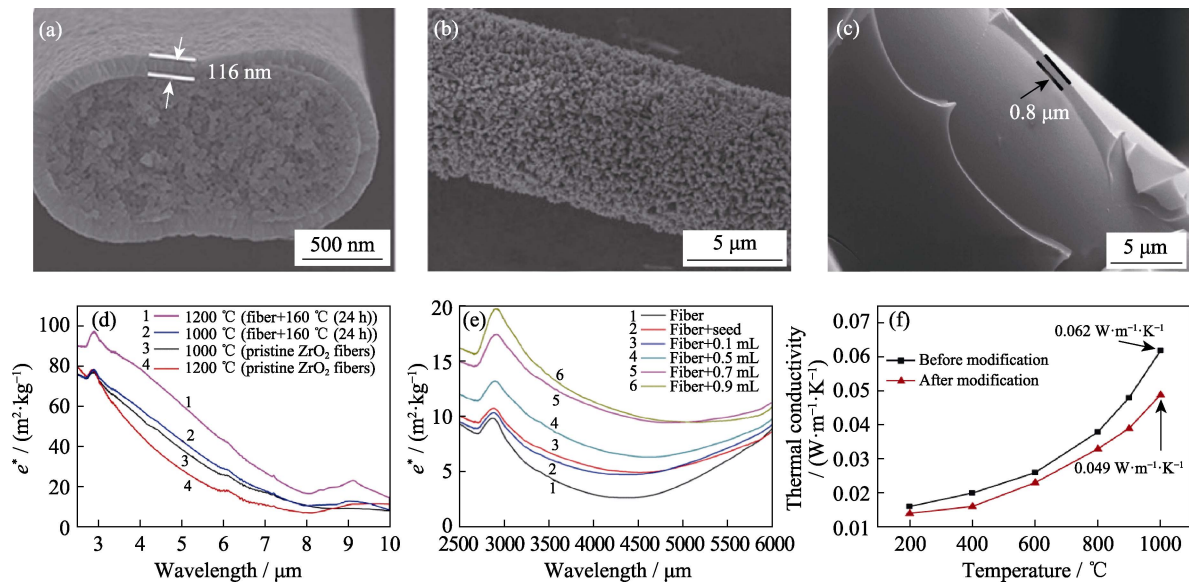 (a)
116 nm
500 nm
(b)
5 μm
(c)
0.8 μm
5 μm
(d)
1 1200 ℃ (fiber+160 ℃ (24 h))
2 1000 ℃ (fiber+160 ℃ (24 h))
3 1000 ℃ (pristine ZrO₂ fibers)
4 1200 ℃ (pristine ZrO₂ fibers)
e* / (m²·kg⁻¹)
100
80
60
40
20
0
1
2
3
4
3 4 5 6 7 8 9 10
Wavelength / μm
(e)
1 Fiber
2 Fiber+seed
3 Fiber+0.1 mL
4 Fiber+0.5 mL
5 Fiber+0.7 mL
6 Fiber+0.9 mL
e* / (m²·kg⁻¹)
20
15
10
5
0
6
5
4
3
2
1
2500 3000 3500 4000 4500 5000 5500 6000
Wavelength / μm
(f)
Before modification
After modification
0.062 W·m⁻¹·K⁻¹
0.049 W·m⁻¹·K⁻¹
Thermal conductivity
/ (W·m⁻¹·K⁻¹)
0.07
0.06
0.05
0.04
0.03
0.02
0.01
200 400 600 800 1000
Temperature / ℃